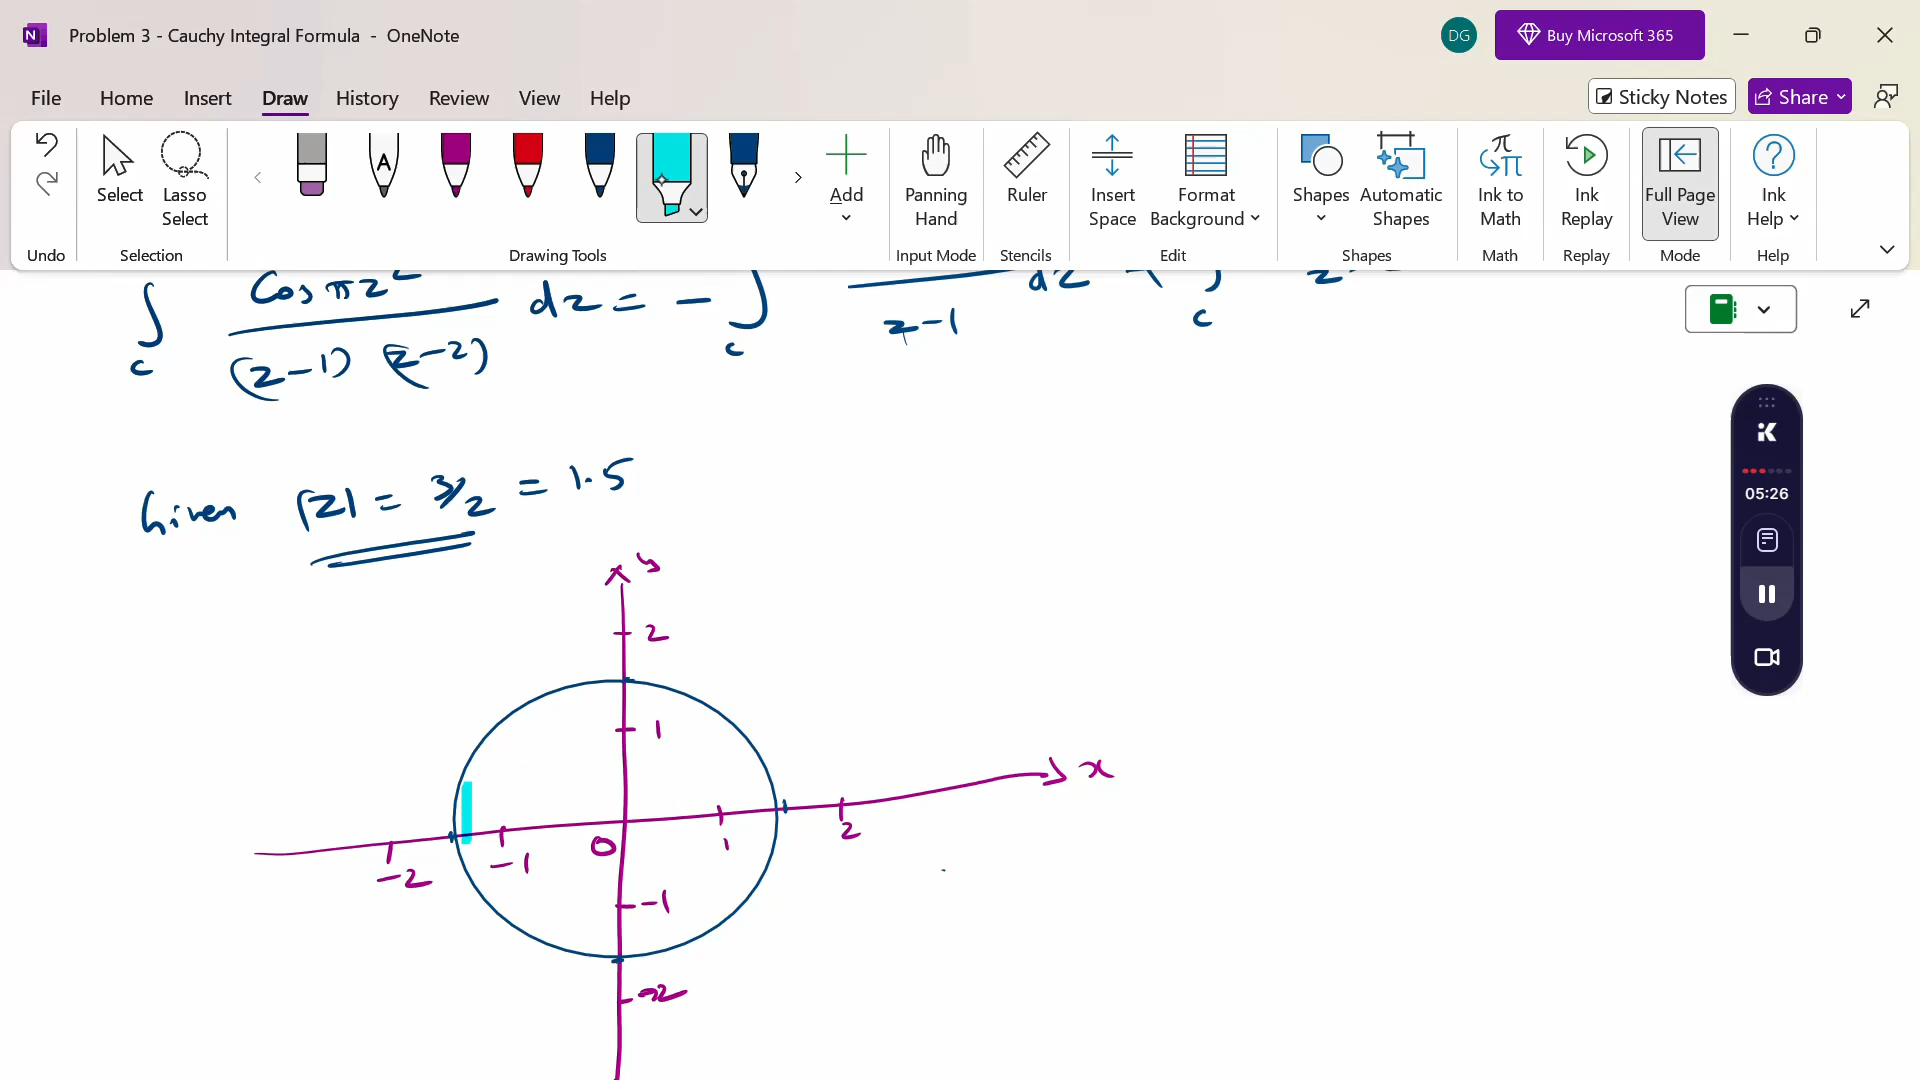 Problem 3 - Cauchy Integral Formula - OneNote
DG
Buy Microsoft 365
File Home Insert Draw History Review View Help
Sticky Notes
Share
Select
Lasso Select
Add
Panning Hand
Ruler
Insert Space
Format Background
Shapes
Automatic Shapes
Ink to Math
Ink Replay
Full Page View
Ink Help
Undo Selection Drawing Tools Input Mode Stencils Edit Shapes Math Replay Mode Help
∫c cos πz² / (z-1) (z-2) dz = - ∫c / z-1 dz + ∫c
Given |z| = 3/2 = 1.5
05:26
y
2
1
x
0
1
2
-1
-2
-1
-2